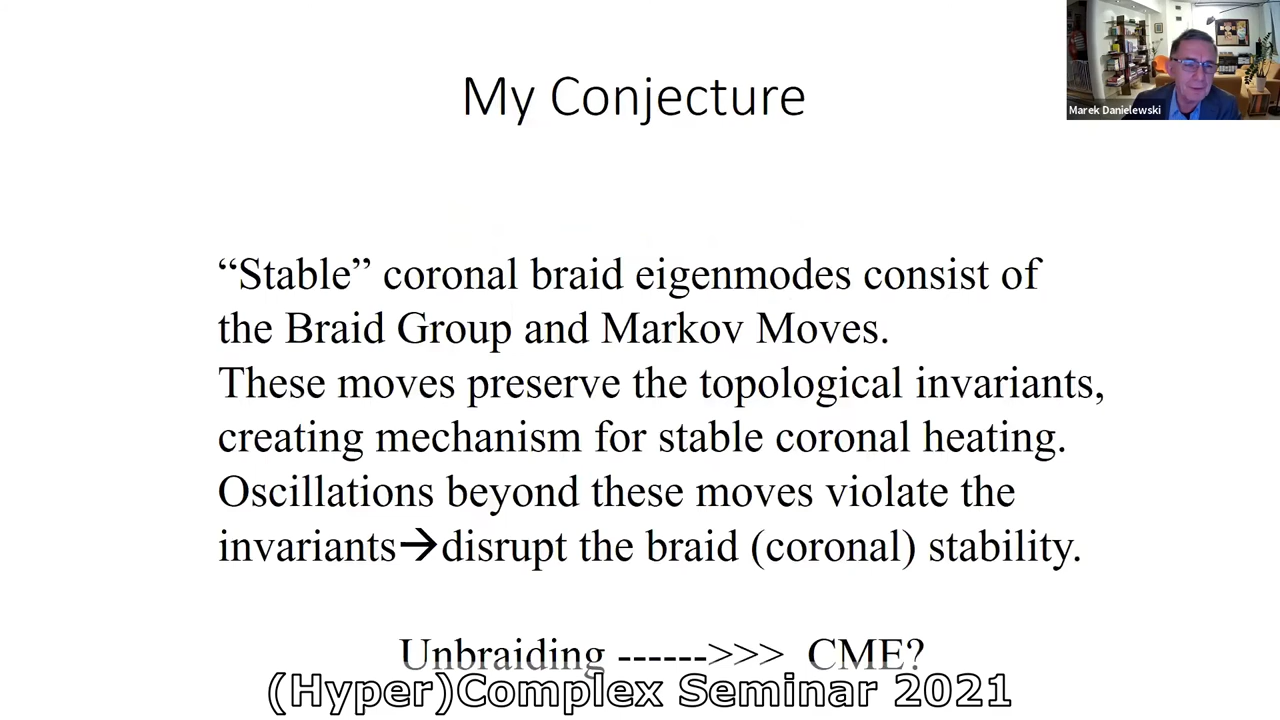 My Conjecture
Marek Danielewski
“Stable” coronal braid eigenmodes consist of
the Braid Group and Markov Moves.
These moves preserve the topological invariants,
creating mechanism for stable coronal heating.
Oscillations beyond these moves violate the
invariants→disrupt the braid (coronal) stability.
Unbraiding ------>>> CME?
(Hyper)Complex Seminar 2021